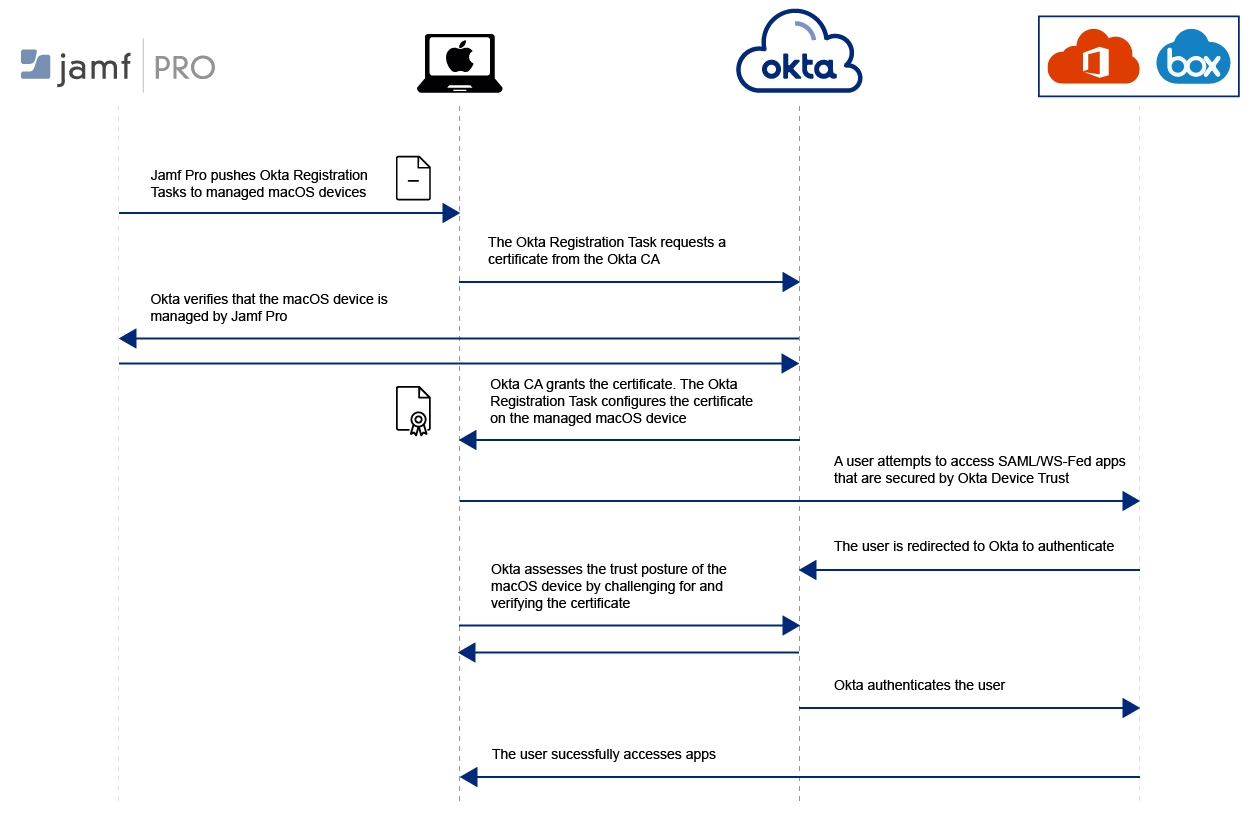 jamf PRO
okta
box
Jamf Pro pushes Okta Registration
Tasks to managed macOS devices
The Okta Registration Task requests a
certificate from the Okta CA
Okta verifies that the macOS device is
managed by Jamf Pro
Okta CA grants the certificate. The Okta
Registration Task configures the certificate
on the managed macOS device
A user attempts to access SAML/WS-Fed apps
that are secured by Okta Device Trust
The user is redirected to Okta to authenticate
Okta assesses the trust posture of the
macOS device by challenging for and
verifying the certificate
Okta authenticates the user
The user sucessfully accesses apps